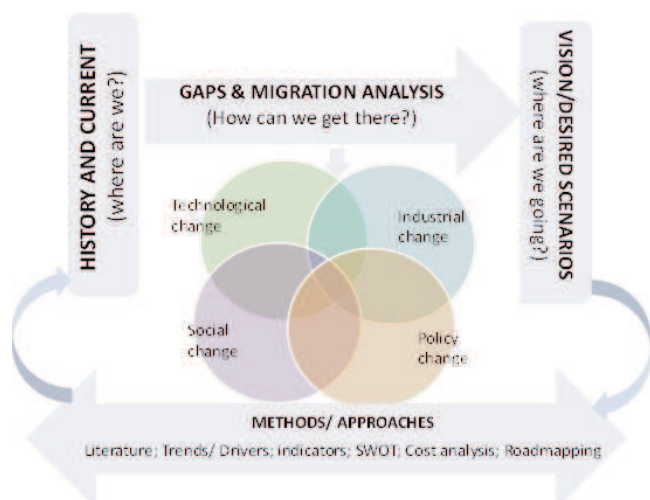 HISTORY AND CURRENT
(where are we?)
GAPS & MIGRATION ANALYSIS
(How can we get there?)
VISION/DESIRED SCENARIOS
(where are we going?)
Technological
change
Industrial
change
Social
change
Policy
change
METHODS/ APPROACHES
Literature; Trends/ Drivers; indicators; SWOT; Cost analysis; Roadmapping